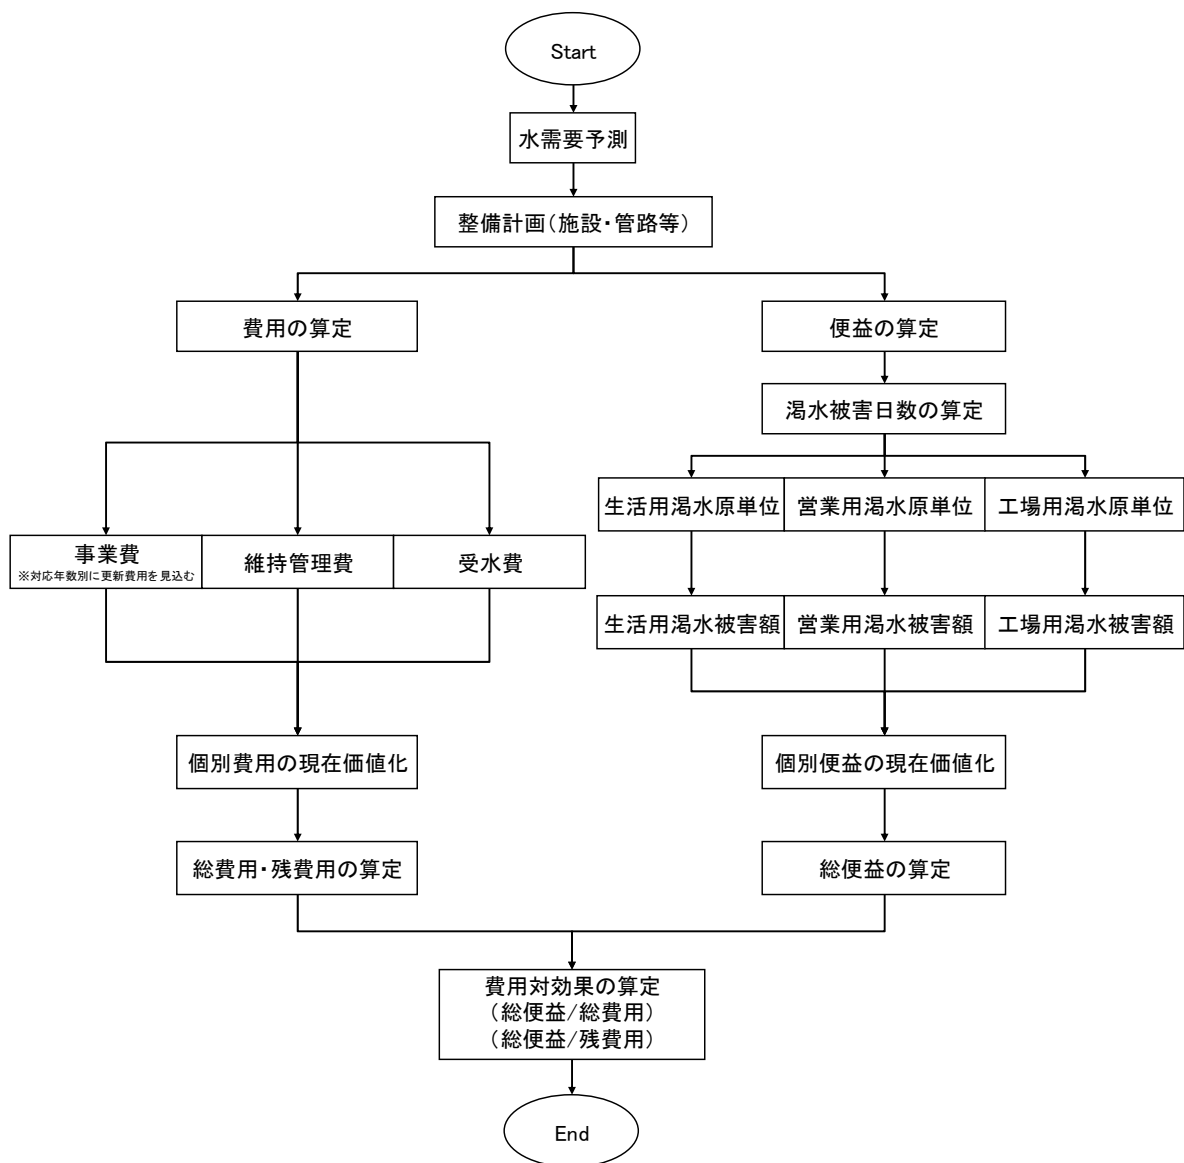 Start
水需要予測
整備計画(施設・管路等)
費用の算定
便益の算定
渇水被害日数の算定
生活用渇水原単位
営業用渇水原単位
工場用渇水原単位
事業費
※対応年数別に更新費用を見込む
維持管理費
受水費
生活用渇水被害額
営業用渇水被害額
工場用渇水被害額
個別費用の現在価値化
個別便益の現在価値化
総費用・残費用の算定
総便益の算定
費用対効果の算定
(総便益/総費用)
(総便益/残費用)
End